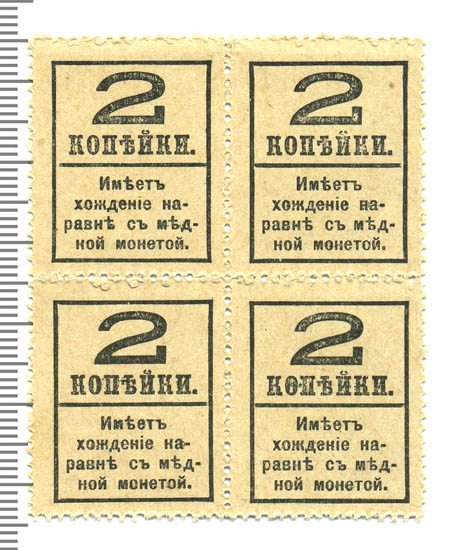 2
КОПѢЙКИ.
Имѣетъ
хожденіе на-
равнѣ съ мѣд-
ной монетой.
2
КОПѢЙКИ.
Имѣетъ
хожденіе на-
равнѣ съ мѣд-
ной монетой.
2
КОПѢЙКИ.
Имѣетъ
хожденіе на-
равнѣ съ мѣд-
ной монетой.
2
КОПѢЙКИ.
Имѣетъ
хожденіе на-
равнѣ съ мѣд-
ной монетой.